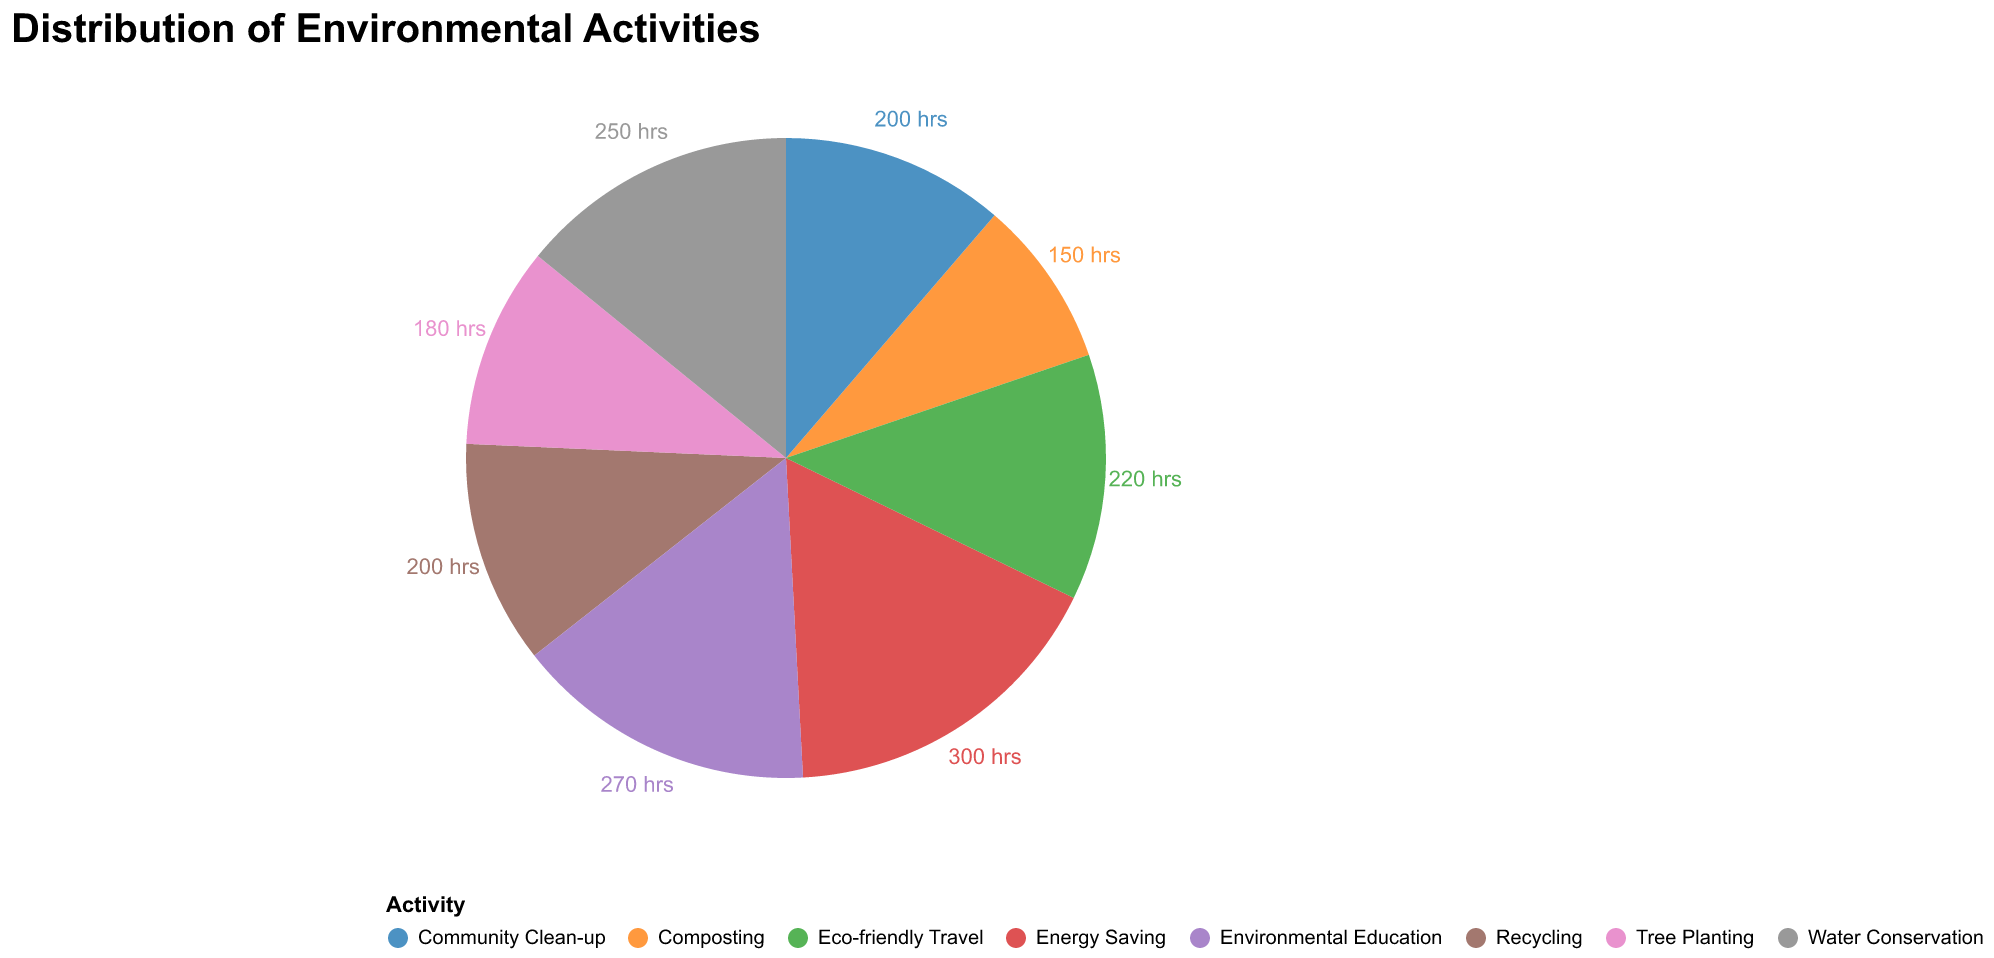 Distribution of Environmental Activities
200 hrs
250 hrs
150 hrs
180 hrs
220 hrs
200 hrs
300 hrs
270 hrs
Activity
Community Clean-up Composting Eco-friendly Travel Energy Saving Environmental Education Recycling Tree Planting Water Conservation